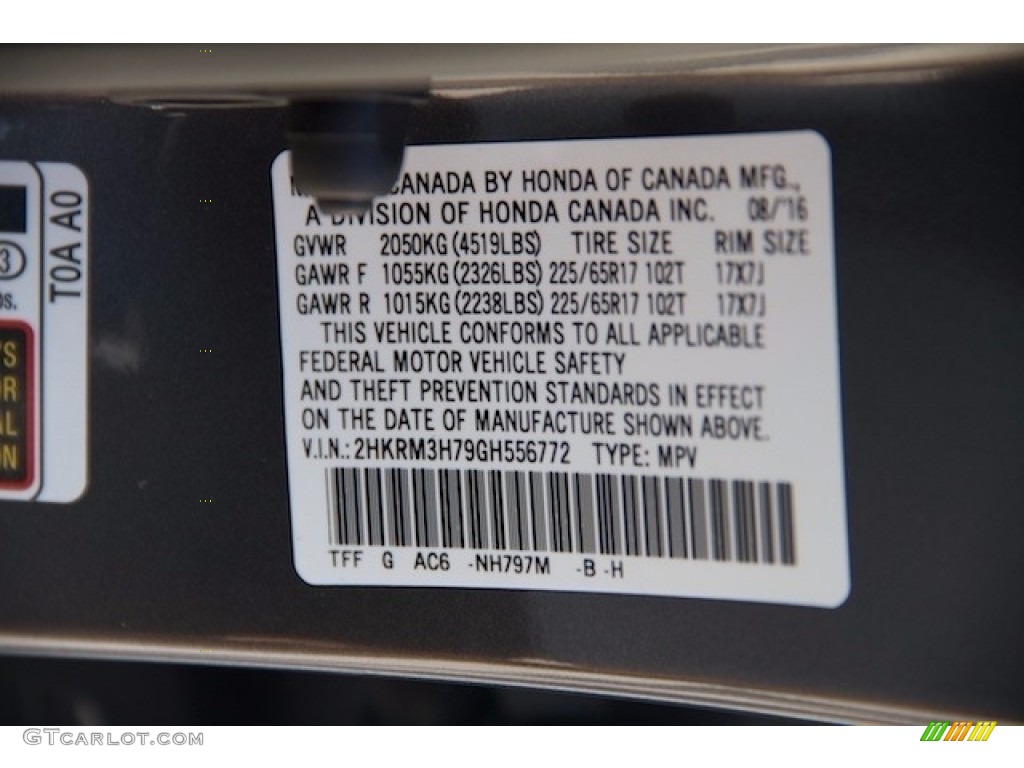 CANADA BY HONDA OF CANADA MFG.,
A DIVISION OF HONDA CANADA INC. 08/'16
GVWR 2050KG (4519LBS) TIRE SIZE RIM SIZE
GAWR F 1055KG (2326LBS) 225/65R17 102T 17X7J
GAWR R 1015KG (2238LBS) 225/65R17 102T 17X7J
THIS VEHICLE CONFORMS TO ALL APPLICABLE
FEDERAL MOTOR VEHICLE SAFETY
AND THEFT PREVENTION STANDARDS IN EFFECT
ON THE DATE OF MANUFACTURE SHOWN ABOVE.
V.I.N.: 2HKRM3H79GH556772 TYPE: MPV
TFF G AC6 -NH797M -B -H
T0A A0
3
GTCARLOT.COM